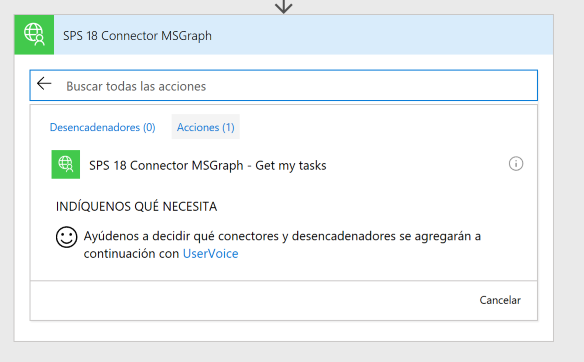 SPS 18 Connector MSGraph
Buscar todas las acciones
Desencadenadores (0) Acciones (1)
SPS 18 Connector MSGraph - Get my tasks
INDÍQUENOS QUÉ NECESITA
Ayúdenos a decidir qué conectores y desencadenadores se agregarán a
continuación con UserVoice
Cancelar